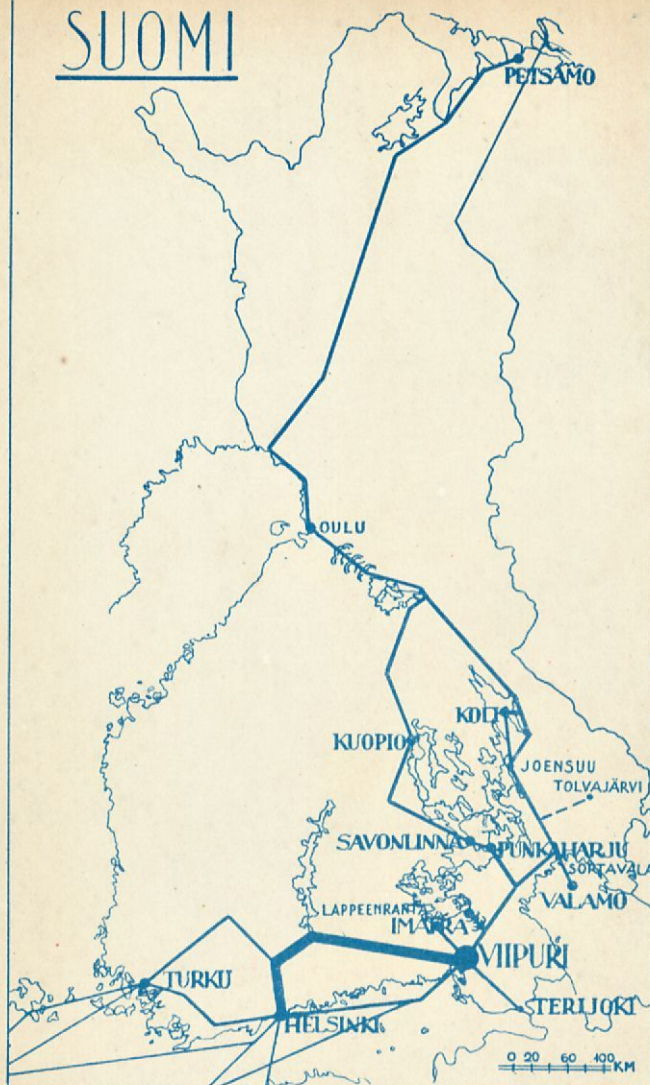 SUOMI
PETSAMO
OULU
KOLI
KUOPIO
JOENSUU
TOLVAJÄRVI
SAVONLINNA
PUNKAHARJU
SORTAVALA
VALAMO
LAPPEENRANTA
IMATRA
VIIPURI
TURKU
TERIJOKI
HELSINKI
0 20 60 100 KM